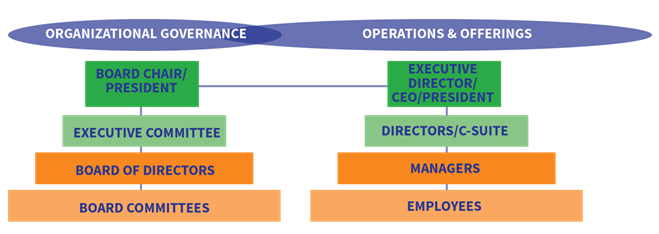 ORGANIZATIONAL GOVERNANCE
OPERATIONS & OFFERINGS
BOARD CHAIR/
PRESIDENT
EXECUTIVE
DIRECTOR/
CEO/PRESIDENT
EXECUTIVE COMMITTEE
DIRECTORS/C-SUITE
BOARD OF DIRECTORS
MANAGERS
BOARD COMMITTEES
EMPLOYEES